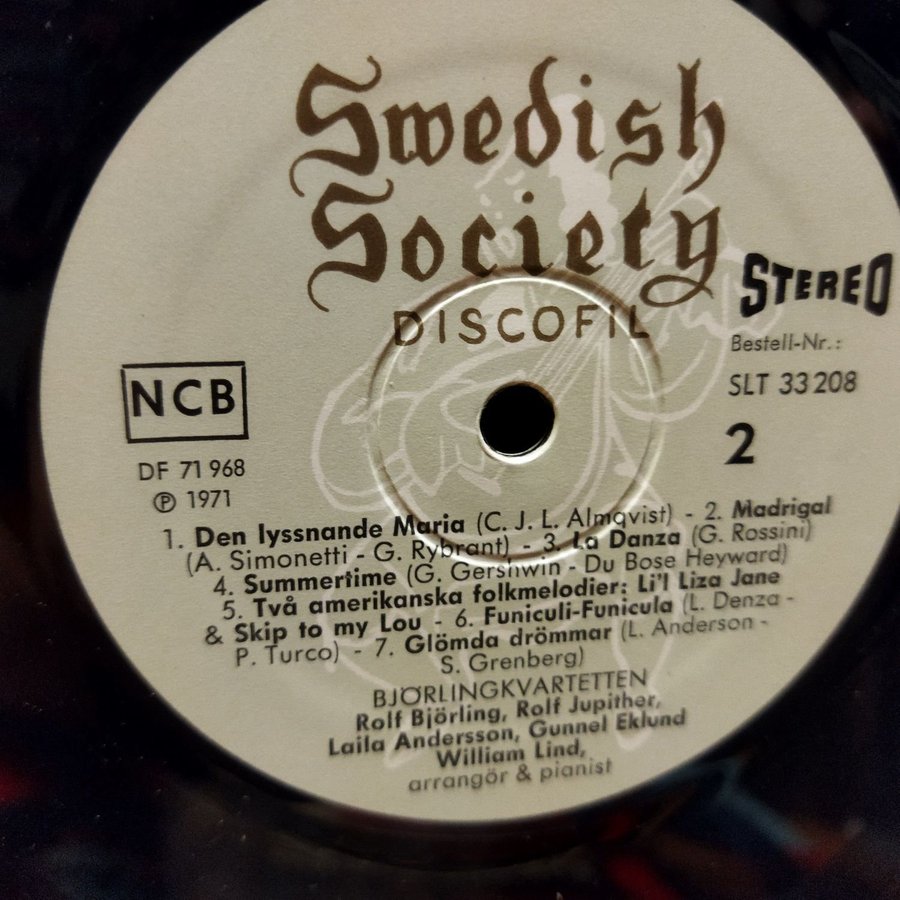 Swedish
Society
DISCOFIL
STEREO
Bestell-Nr.:
SLT 33 208
2
NCB
DF 71 968
℗ 1971
1. Den lyssnande Maria (C. J. L. Almqvist) - 2. Madrigal
(A. Simonetti - G. Rybrant) - 3. La Danza (G. Rossini)
4. Summertime (G. Gershwin - Du Bose Heyward)
5. Två amerikanska folkmelodier: Li'l Liza Jane
& Skip to my Lou - 6. Funiculi-Funicula (L. Denza -
P. Turco) - 7. Glömda drömmar (L. Anderson -
S. Grenberg)
BJÖRLINGKVARTETTEN
Rolf Björling, Rolf Jupither,
Laila Andersson, Gunnel Eklund
William Lind,
arrangör & pianist